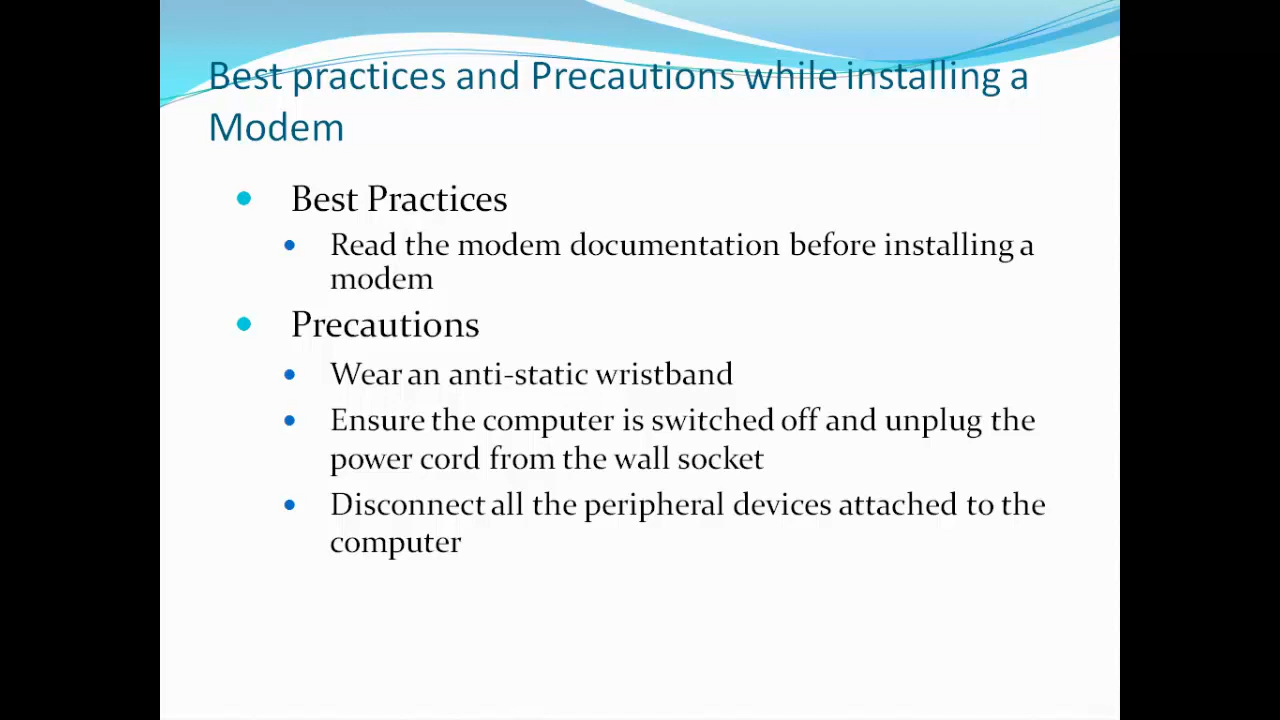 Best practices and Precautions while installing a
Modem
Best Practices
Read the modem documentation before installing a
modem
Precautions
Wear an anti-static wristband
Ensure the computer is switched off and unplug the
power cord from the wall socket
Disconnect all the peripheral devices attached to the
computer